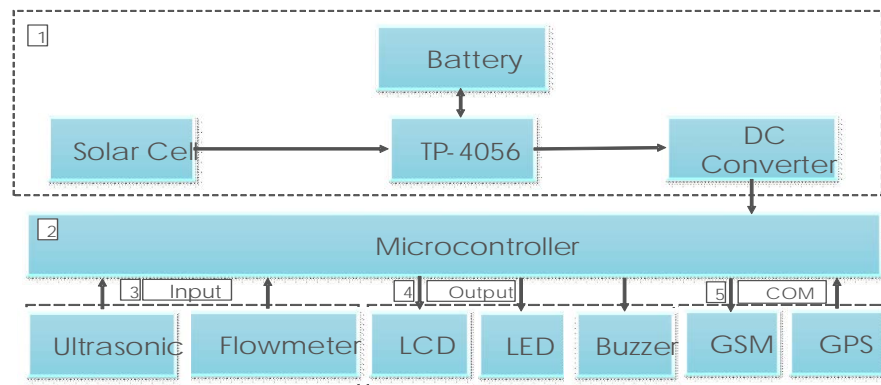 1
Battery
Solar Cell
TP-4056
DC
Converter
2
Microcontroller
3
Input
4
Output
5
COM
Ultrasonic
Flowmeter
LCD
LED
Buzzer
GSM
GPS